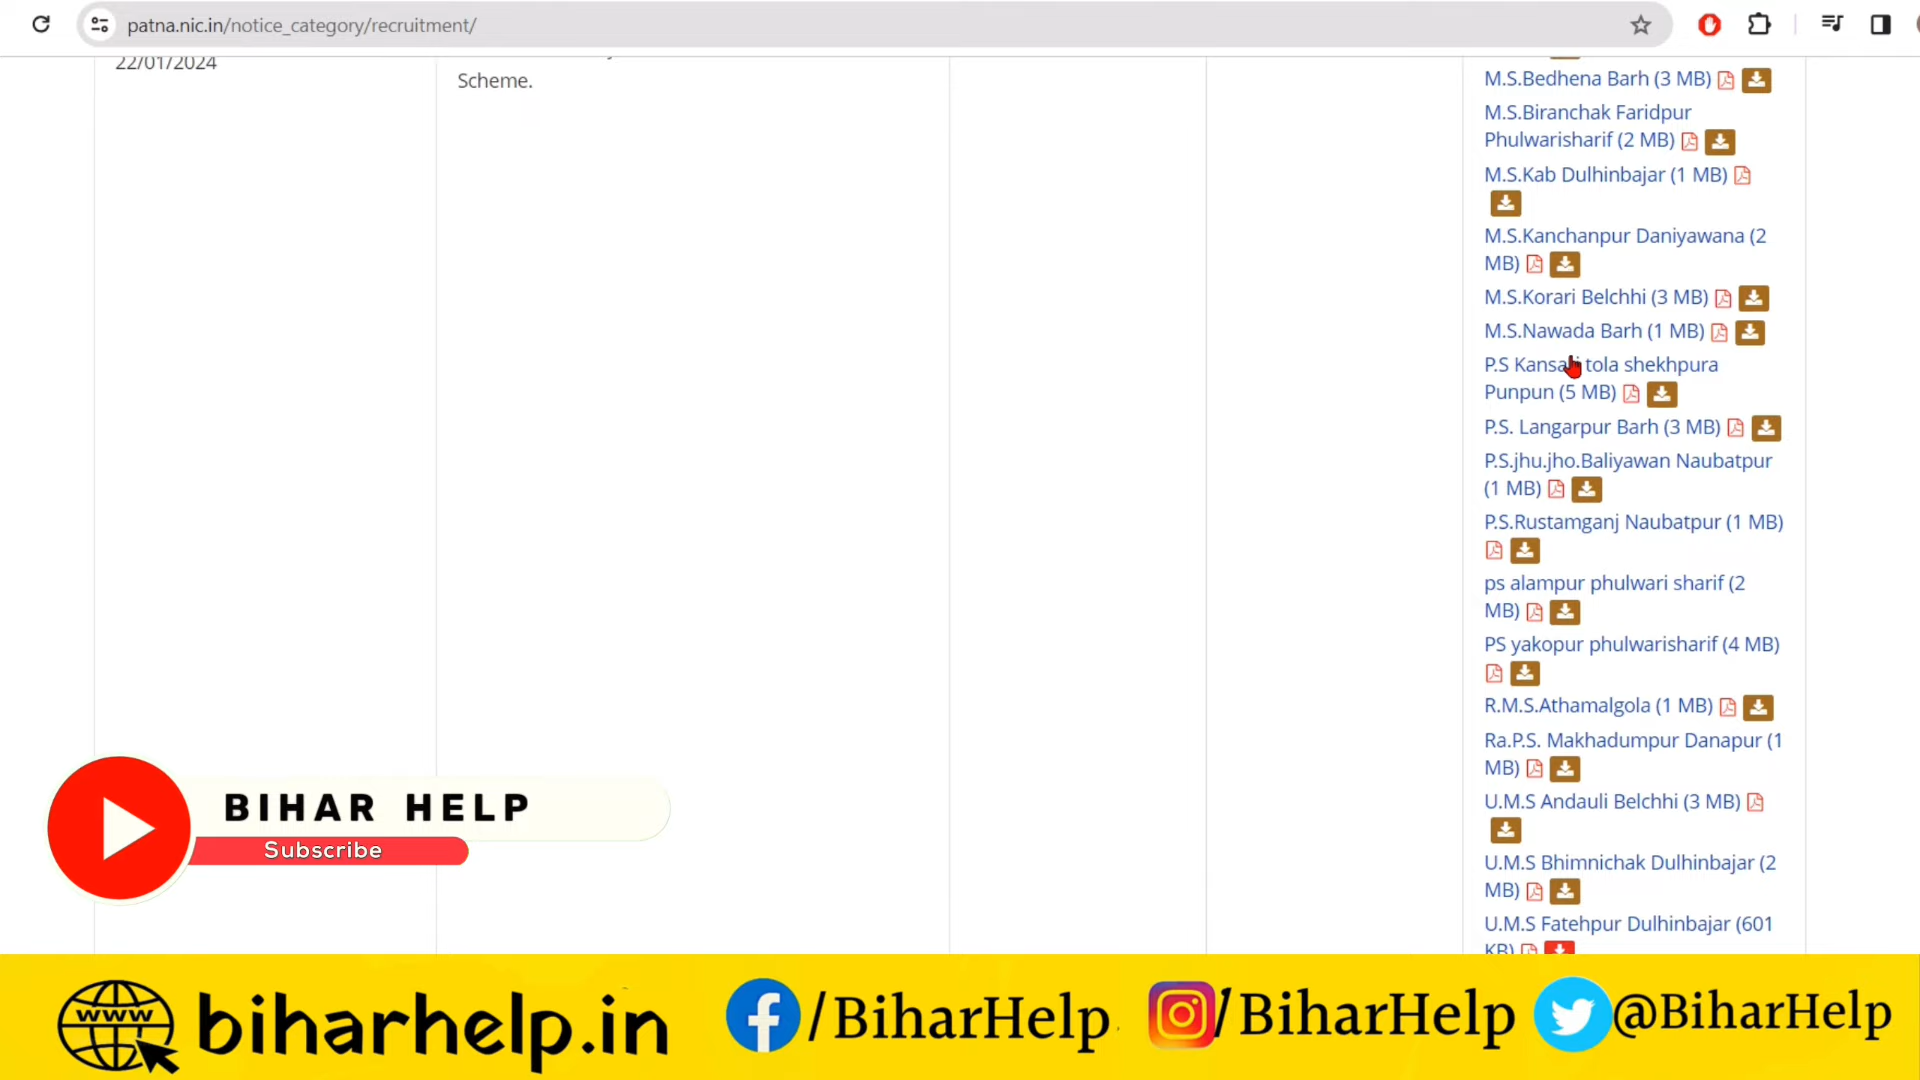 patna.nic.in/notice_category/recruitment/
22/01/2024
Scheme.
M.S.Bedhena Barh (3 MB)
M.S.Biranchak Faridpur
Phulwarisharif (2 MB)
M.S.Kab Dulhinbajar (1 MB)
M.S.Kanchanpur Daniyawana (2
MB)
M.S.Korari Belchhi (3 MB)
M.S.Nawada Barh (1 MB)
P.S tola shekhpura
Punpun (5 MB)
P.S. Langarpur Barh (3 MB)
P.S.jhu.jho.Baliyawan Naubatpur
(1 MB)
P.S.Rustamganj Naubatpur (1 MB)
ps alampur phulwari sharif (2
MB)
PS yakopur phulwarisharif (4 MB)
R.M.S.Athamalgola (1 MB)
Ra.P.S. Makhadumpur Danapur (1
MB)
U.M.S Andauli Belchhi (3 MB)
U.M.S Bhimnichak Dulhinbajar (2
MB)
U.M.S Fatehpur Dulhinbajar (601
KB)
BIHAR HELP
Subscribe
WWW
biharhelp.in
/BiharHelp
/BiharHelp
@BiharHelp